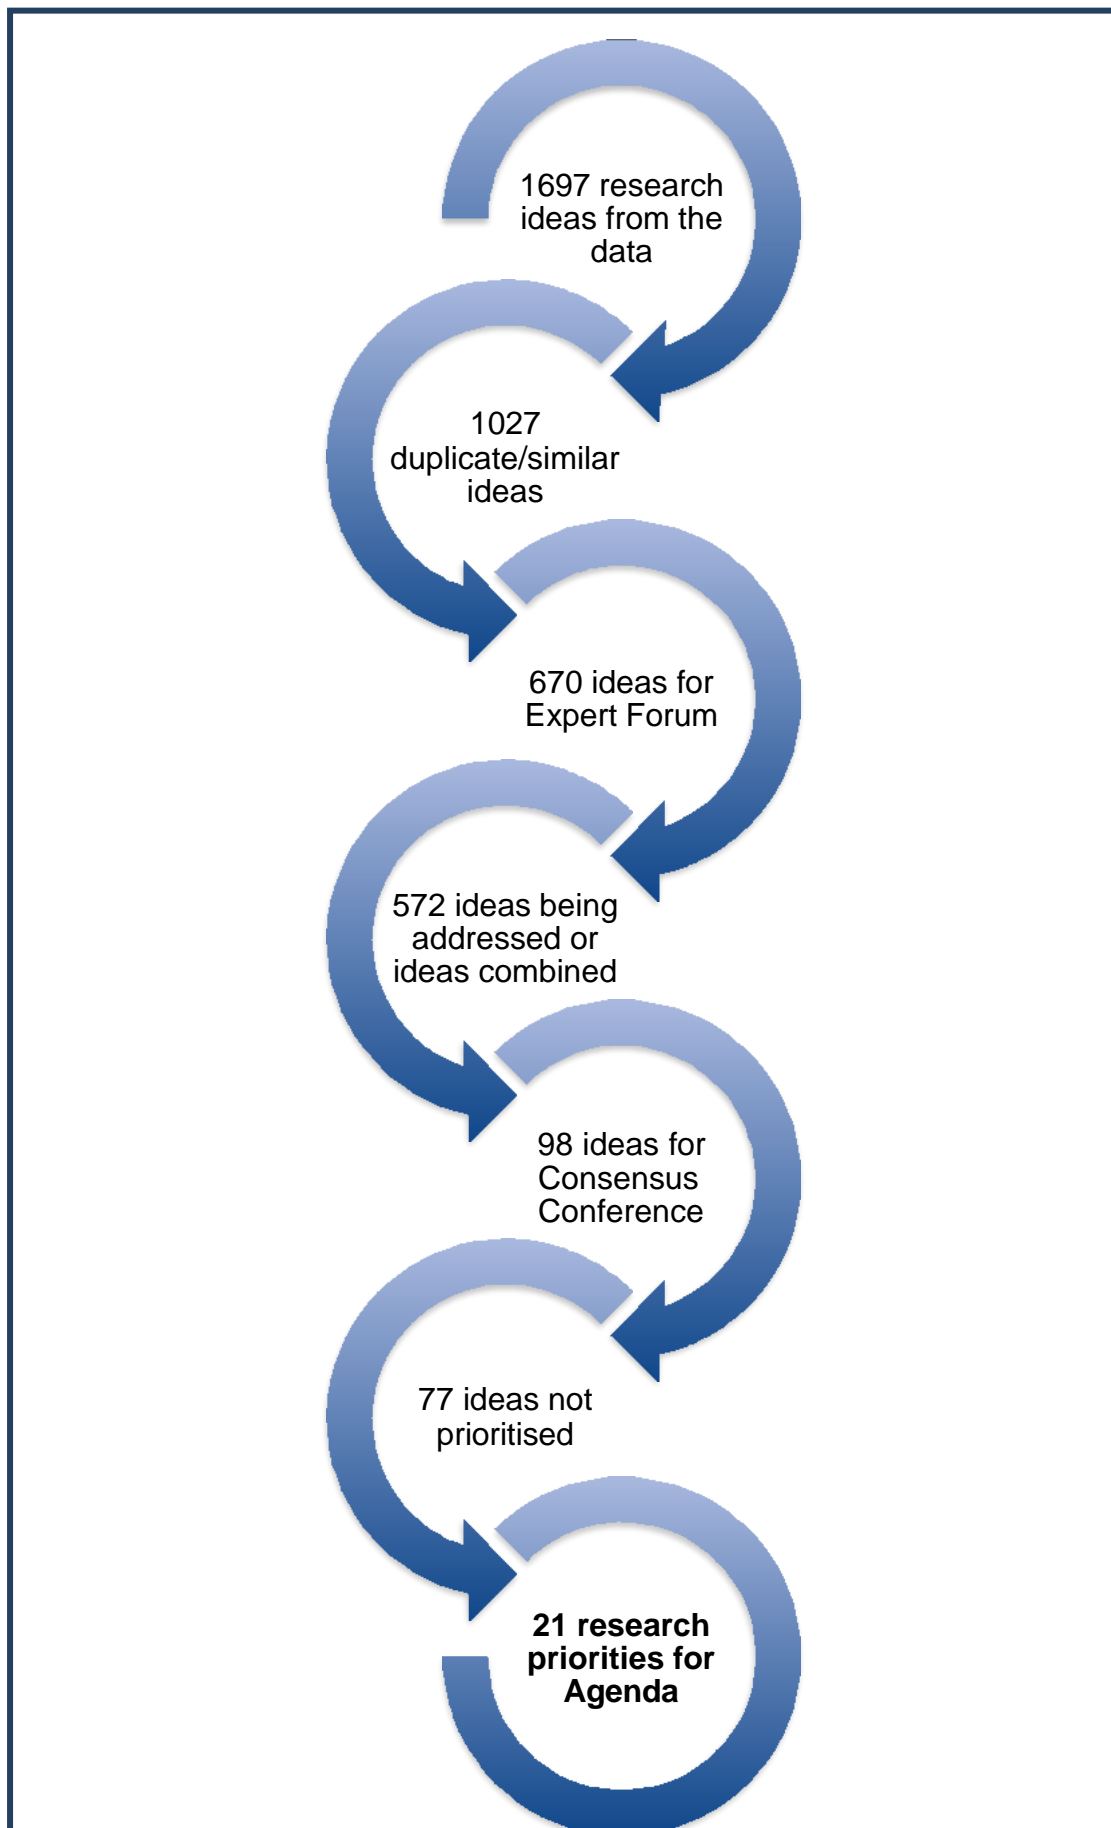 1697 research
ideas from the
data
1027
duplicate/similar
ideas
670 ideas for
Expert Forum
572 ideas being
addressed or
ideas combined
98 ideas for
Consensus
Conference
77 ideas not
prioritised
21 research
priorities for
Agenda